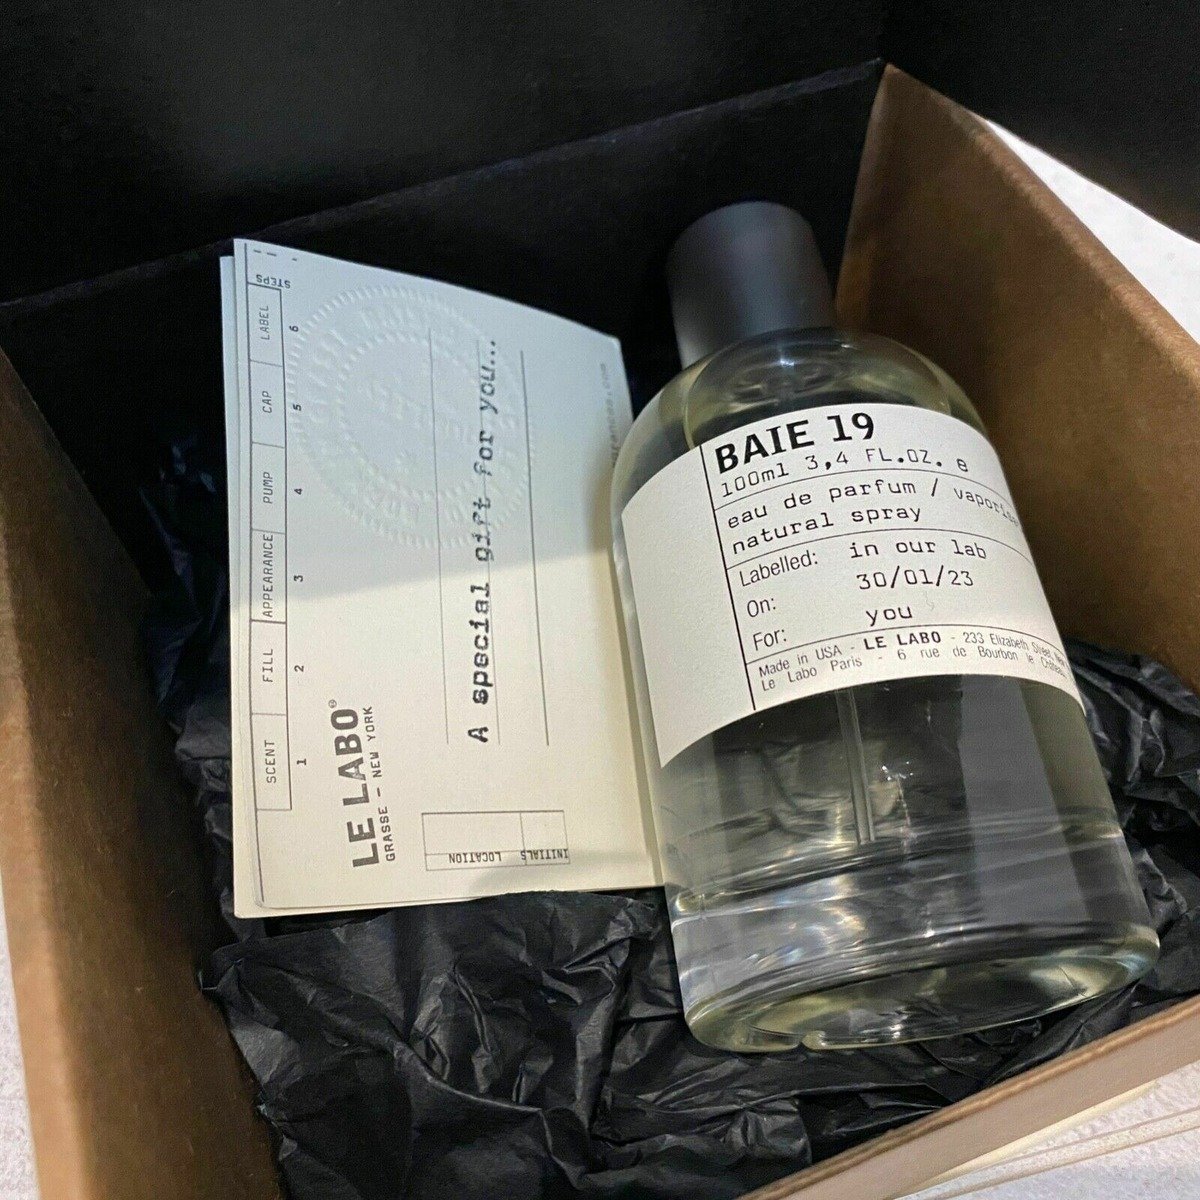 STEPS
1 2 3 4 5 6
SCENT FILL APPEARANCE PUMP CAP LABEL
LE LABO®
GRASSE — NEW YORK
A special gift for you...
LOCATION INITIALS
BAIE 19
100ml 3,4 FL.OZ. e
eau de parfum /
natural spray
Labelled: in our lab
On: 30/01/23
For: you
Made in USA - LE LABO - 233 Elizabeth Street,
Le Labo Paris - 6 rue de Bourbon le